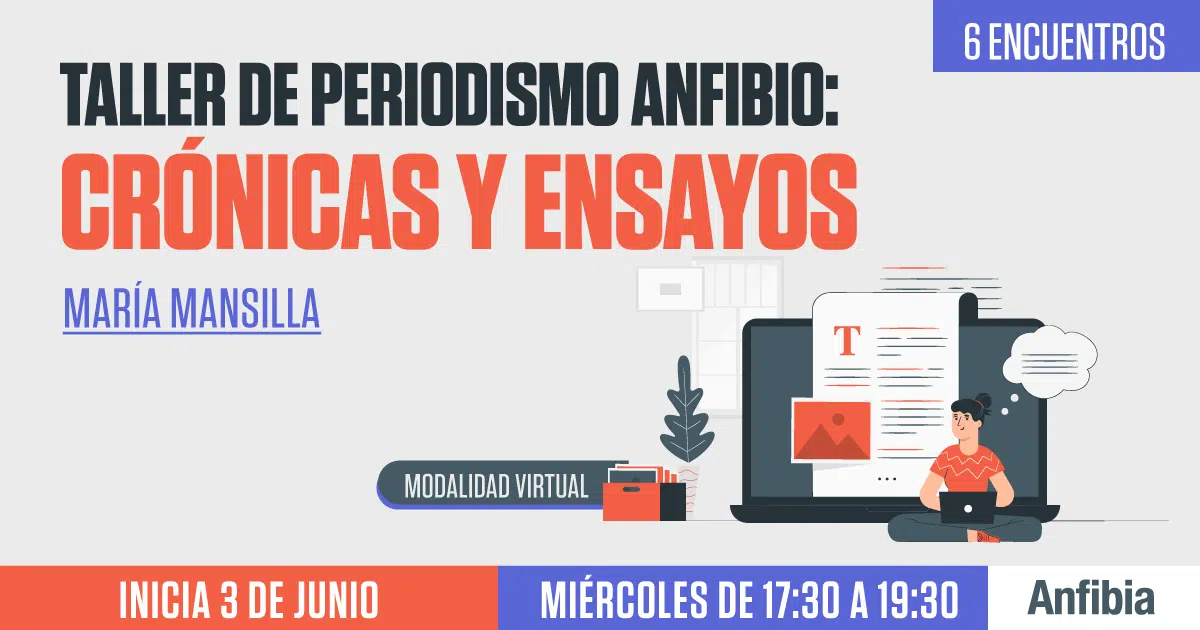 6 ENCUENTROS
TALLER DE PERIODISMO ANFIBIO:
CRÓNICAS Y ENSAYOS
MARÍA MANSILLA
T
MODALIDAD VIRTUAL
INICIA 3 DE JUNIO
MIÉRCOLES DE 17:30 A 19:30
Anfibia